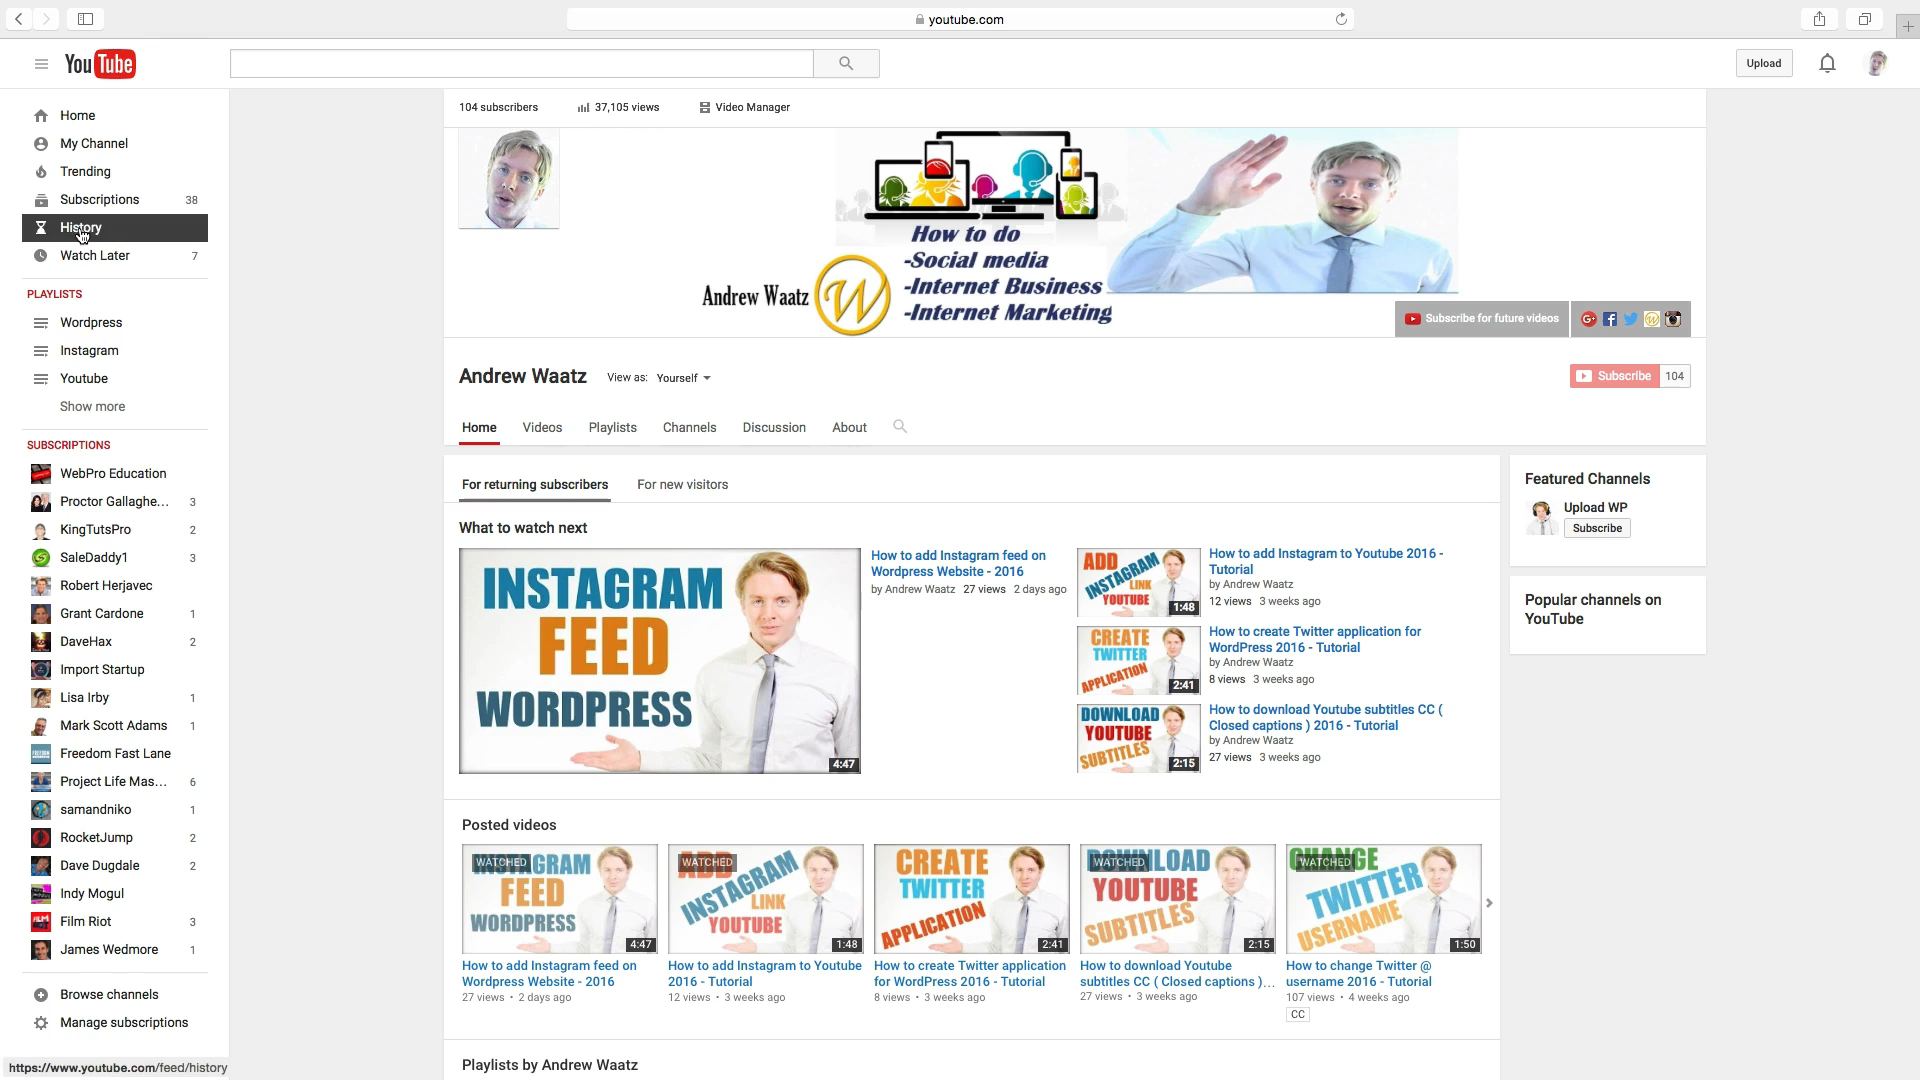 youtube.com
YouTube
Upload
Home
My Channel
Trending
Subscriptions 38
History
Watch Later 7
PLAYLISTS
Wordpress
Instagram
Youtube
Show more
SUBSCRIPTIONS
WebPro Education
Proctor Gallaghe... 3
KingTutsPro 2
SaleDaddy1 3
Robert Herjavec
Grant Cardone 1
DaveHax 2
Import Startup
Lisa Irby 1
Mark Scott Adams 1
Freedom Fast Lane
Project Life Mas... 6
samandniko 1
RocketJump 2
Dave Dugdale 2
Indy Mogul
Film Riot 3
James Wedmore 1
Browse channels
Manage subscriptions
https://www.youtube.com/feed/history
104 subscribers 37,105 views Video Manager
How to do
-Social media
-Internet Business
-Internet Marketing
Andrew Waatz W
Subscribe for future videos
Andrew Waatz View as: Yourself
Subscribe 104
Home Videos Playlists Channels Discussion About
For returning subscribers For new visitors
What to watch next
INSTAGRAM
FEED
WORDPRESS
4:47
How to add Instagram feed on
Wordpress Website - 2016
by Andrew Waatz 27 views 2 days ago
ADD
INSTAGRAM
LINK
YOUTUBE
1:48
How to add Instagram to Youtube 2016 -
Tutorial
by Andrew Waatz
12 views 3 weeks ago
CREATE
TWITTER
APPLICATION
2:41
How to create Twitter application for
WordPress 2016 - Tutorial
by Andrew Waatz
8 views 3 weeks ago
DOWNLOAD
YOUTUBE
SUBTITLES
2:15
How to download Youtube subtitles CC (
Closed captions ) 2016 - Tutorial
by Andrew Waatz
27 views 3 weeks ago
Featured Channels
Upload WP
Subscribe
Popular channels on
YouTube
Posted videos
WATCHED
INSTAGRAM
FEED
WORDPRESS
4:47
How to add Instagram feed on
Wordpress Website - 2016
27 views • 2 days ago
WATCHED
ADD
INSTAGRAM
LINK
YOUTUBE
1:48
How to add Instagram to Youtube
2016 - Tutorial
12 views • 3 weeks ago
CREATE
TWITTER
APPLICATION
2:41
How to create Twitter application
for WordPress 2016 - Tutorial
8 views • 3 weeks ago
WATCHED
DOWNLOAD
YOUTUBE
SUBTITLES
2:15
How to download Youtube
subtitles CC ( Closed captions )...
27 views • 3 weeks ago
WATCHED
CHANGE
TWITTER
USERNAME
1:50
How to change Twitter @
username 2016 - Tutorial
107 views • 4 weeks ago
CC
Playlists by Andrew Waatz